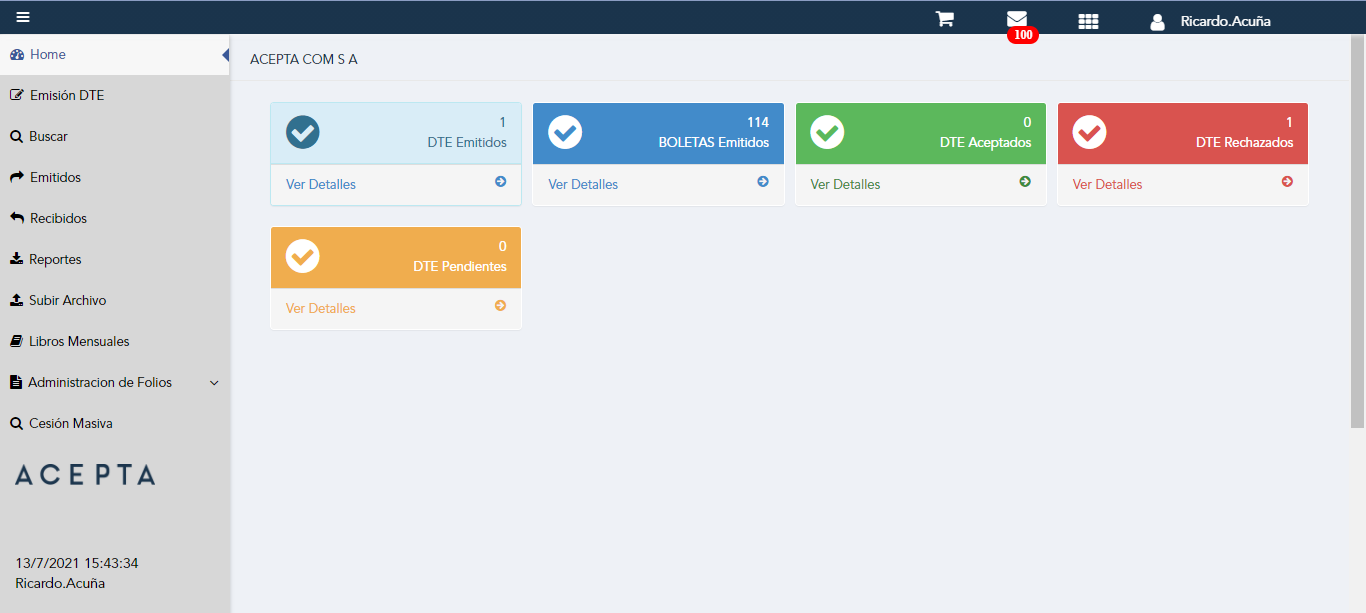 100
Ricardo.Acuña
Home
Emisión DTE
Buscar
Emitidos
Recibidos
Reportes
Subir Archivo
Libros Mensuales
Administracion de Folios
Cesión Masiva
ACEPTA
13/7/2021 15:43:34
Ricardo.Acuña
ACEPTA COM S A
1
DTE Emitidos
Ver Detalles
114
BOLETAS Emitidos
Ver Detalles
0
DTE Aceptados
Ver Detalles
1
DTE Rechazados
Ver Detalles
0
DTE Pendientes
Ver Detalles